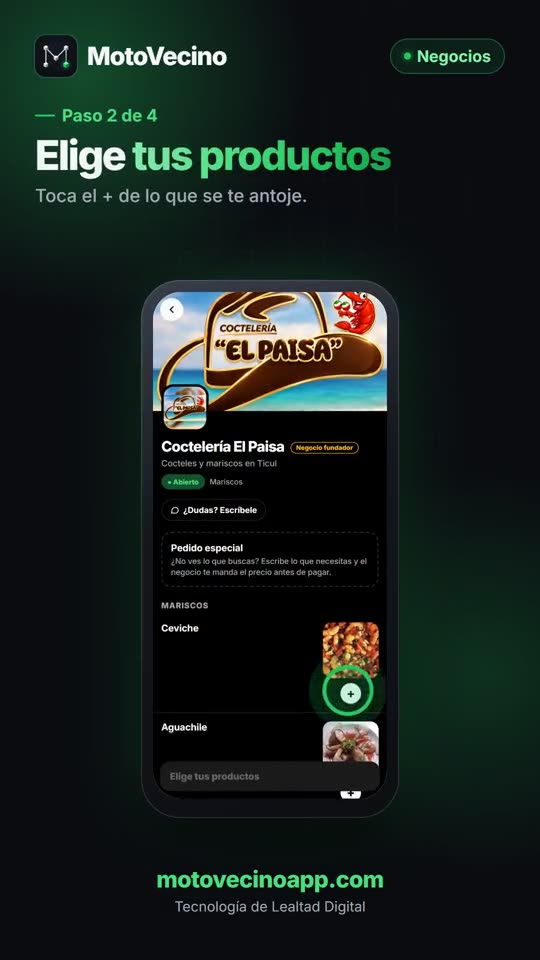 MotoVecino
Negocios
Paso 2 de 4
Elige tus productos
Toca el + de lo que se te antoje.
COCTELERÍA
“EL PAISA”
“EL PAISA”
Coctelería El Paisa
Negocio fundador
Cocteles y mariscos en Ticul
Abierto
Mariscos
¿Dudas? Escríbele
Pedido especial
¿No ves lo que buscas? Escribe lo que necesitas y el
negocio te manda el precio antes de pagar.
MARISCOS
Ceviche
+
Aguachile
Elige tus productos
+
motovecinoapp.com
Tecnología de Lealtad Digital